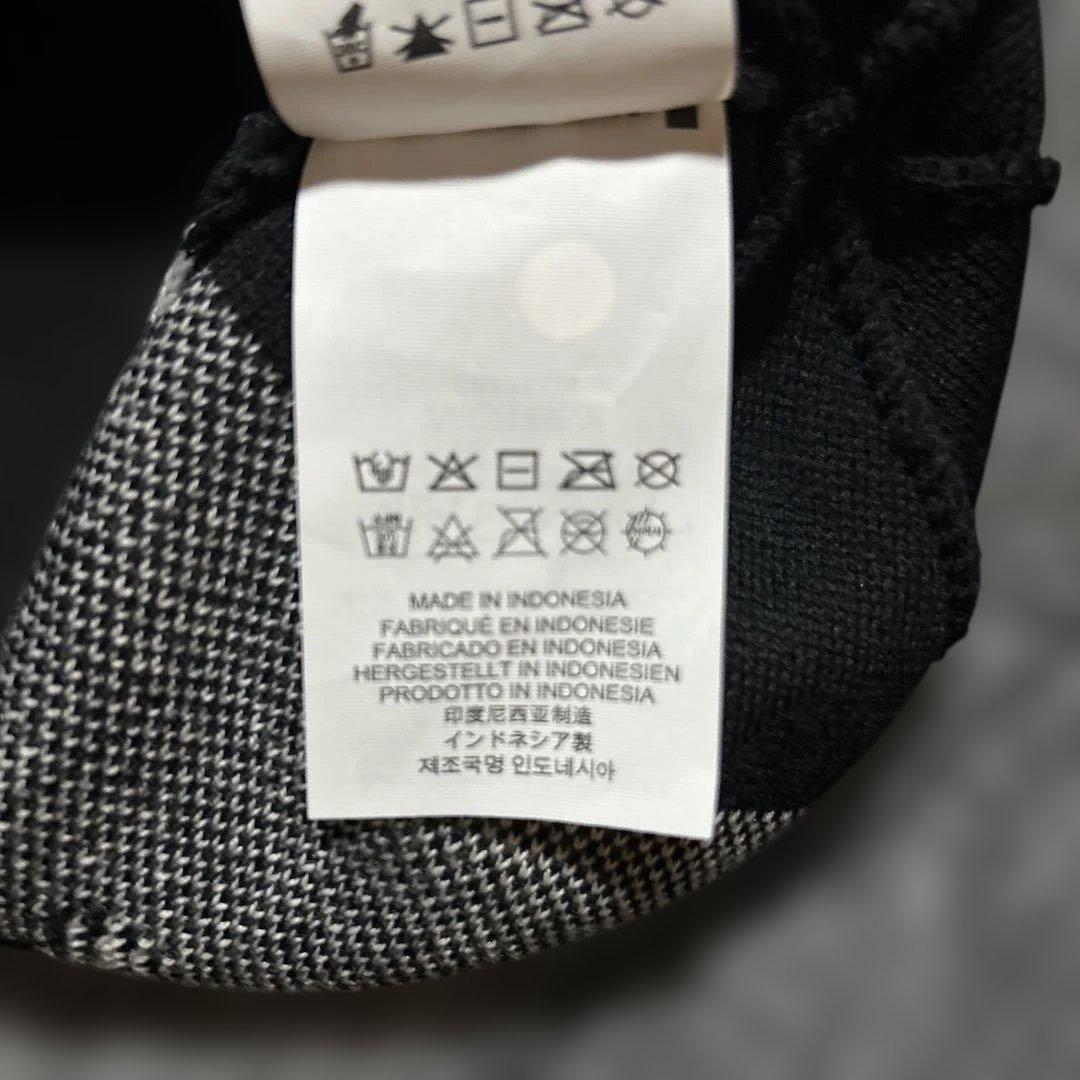 MADE IN INDONESIA
FABRIQUÉ EN INDONESIE
FABRICADO EN INDONESIA
HERGESTELLT IN INDONESIEN
PRODOTTO IN INDONESIA
印度尼西亚制造
インドネシア製
제조국명 인도네시아